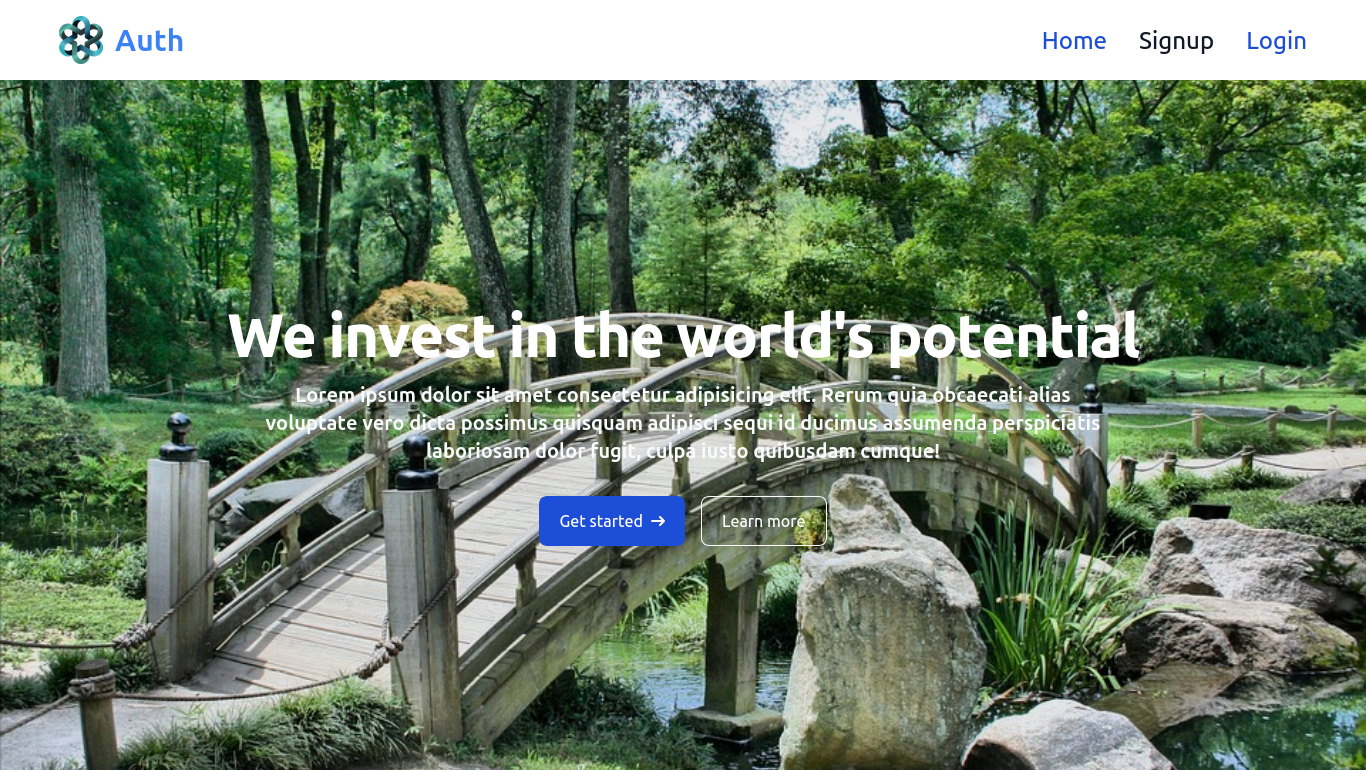 Auth
Home
Signup
Login
We invest in the world's potential
Lorem ipsum dolor sit amet consectetur adipisicing elit. Rerum quia obcaecati alias
voluptate vero dicta possimus quisquam adipisci sequi id ducimus assumenda perspiciatis
laboriosam dolor fugit, culpa iusto quibusdam cumque!
Get started
Learn more